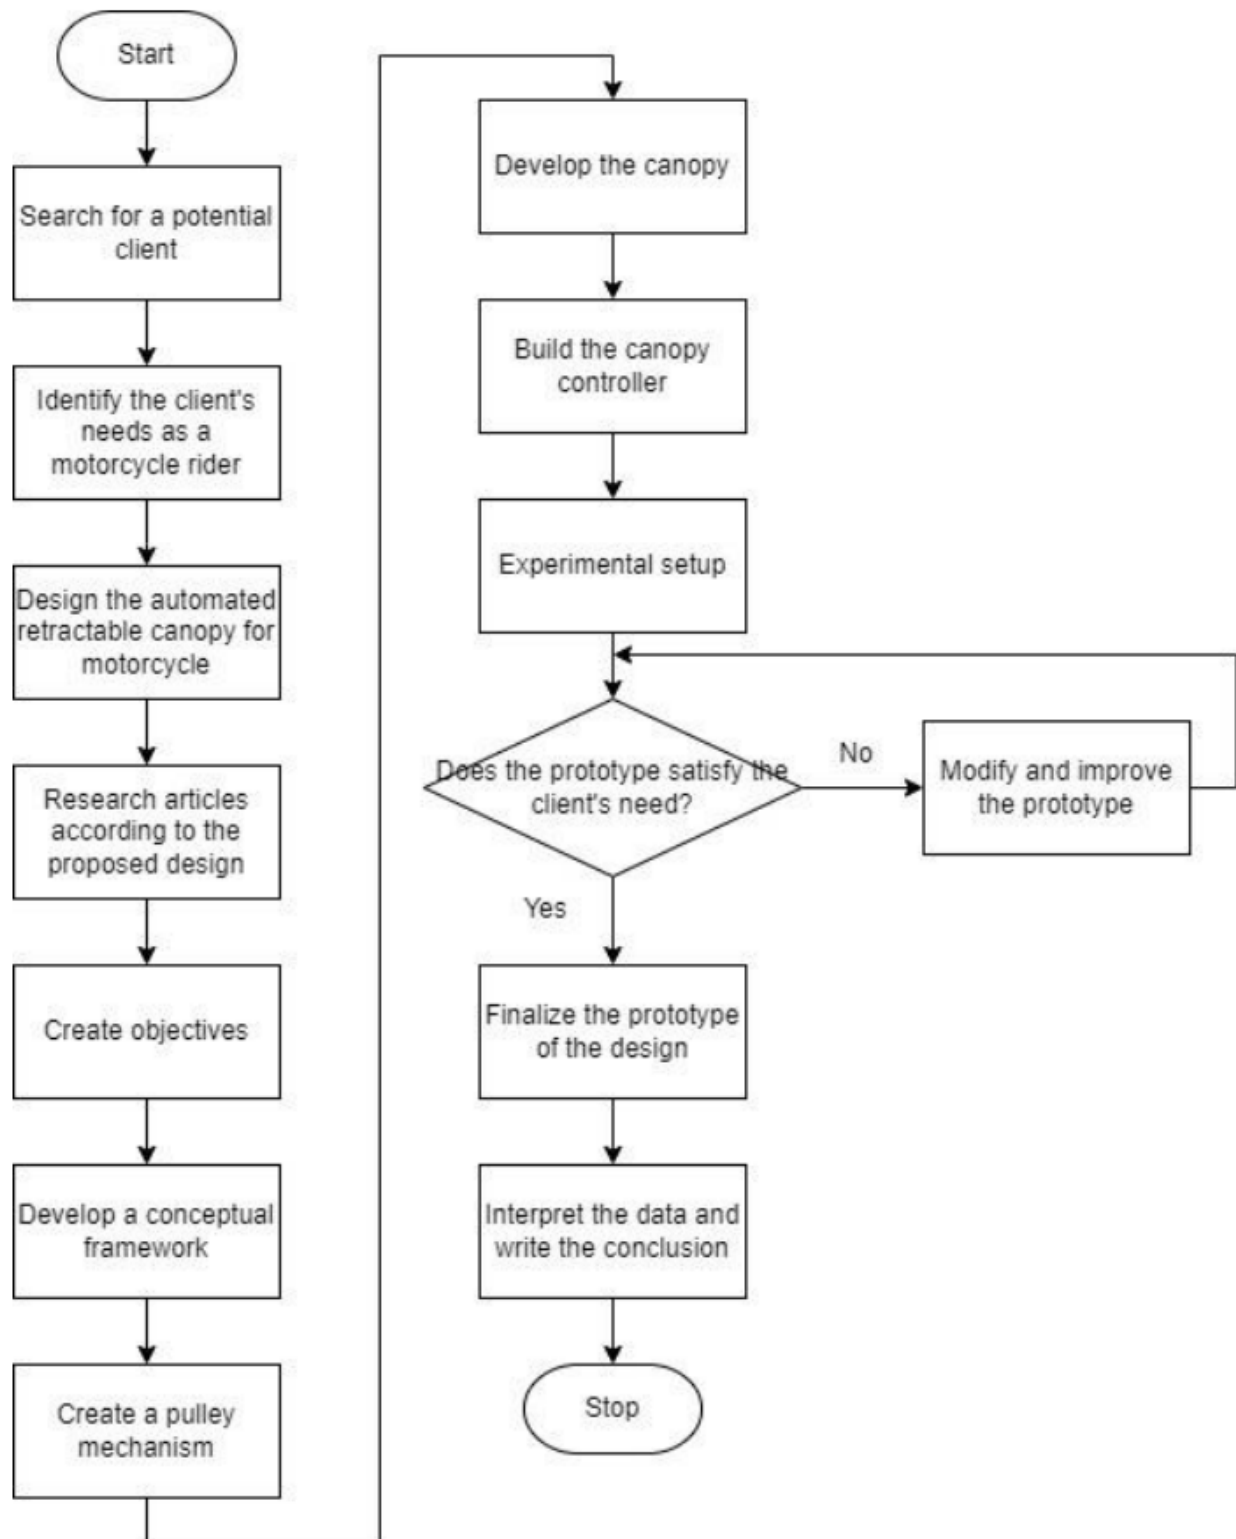 Start
Search for a potential
client
Identify the client's
needs as a
motorcycle rider
Design the automated
retractable canopy for
motorcycle
Research articles
according to the
proposed design
Create objectives
Develop a conceptual
framework
Create a pulley
mechanism
Develop the canopy
Build the canopy
controller
Experimental setup
Does the prototype satisfy the
client's need?
No
Modify and improve
the prototype
Yes
Finalize the prototype
of the design
Interpret the data and
write the conclusion
Stop